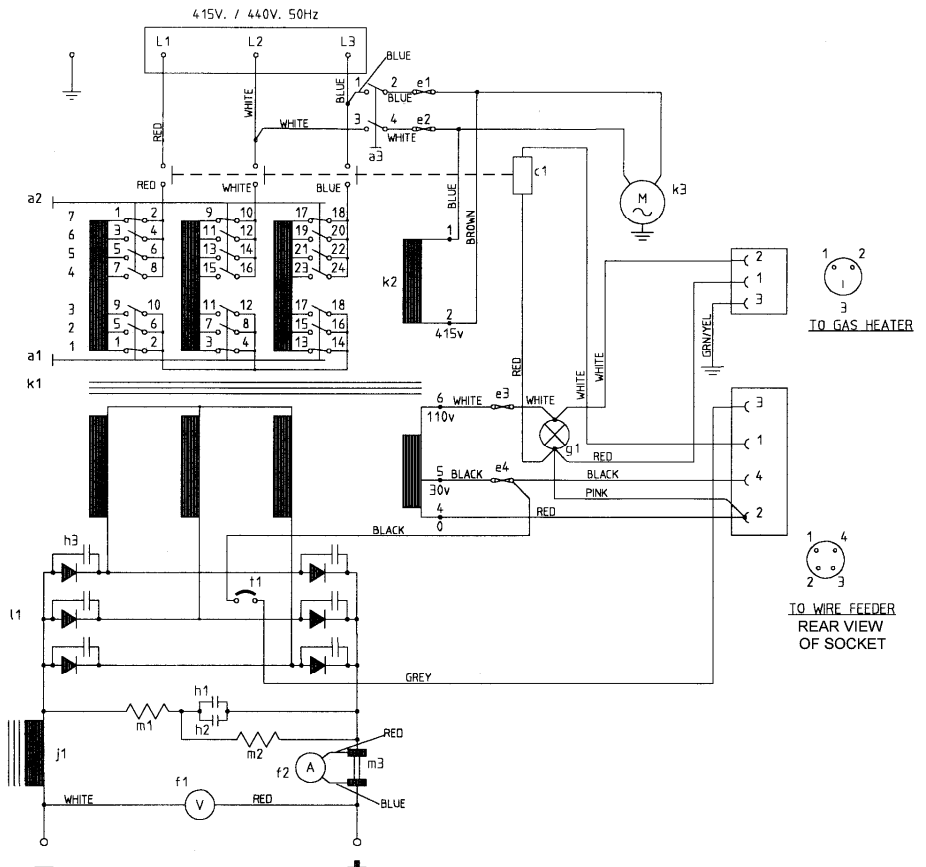 415V. / 440V. 50Hz
L1 L2 L3
BLUE
1 2 e1
BLUE
BLUE
WHITE
RED
WHITE
3 4 e2
WHITE
a3
c1
M
k3
RED WHITE BLUE
a2
7 1 2 9 10 17 18
6 3 4 11 12 19 20
5 5 6 13 14 21 22
4 7 8 15 16 23 24
3 9 10 11 12 17 18
2 5 6 7 8 15 16
1 1 2 3 4 13 14
a1
k1
BLUE
BROWN
1
k2
2
415v
2
1
3
GRN/YEL
1 2
3
TO GAS HEATER
RED
WHITE
WHITE
6 WHITE e3 WHITE
110v
g1
RED
5 BLACK e4 BLACK
30v
PINK
4 RED
0
BLACK
3
1
4
2
1 4
2 3
TO WIRE FEEDER
REAR VIEW
OF SOCKET
h3
t1
l1
GREY
h1
m1
h2
m2
RED
j1
f2 A m3
f1
WHITE V RED
BLUE